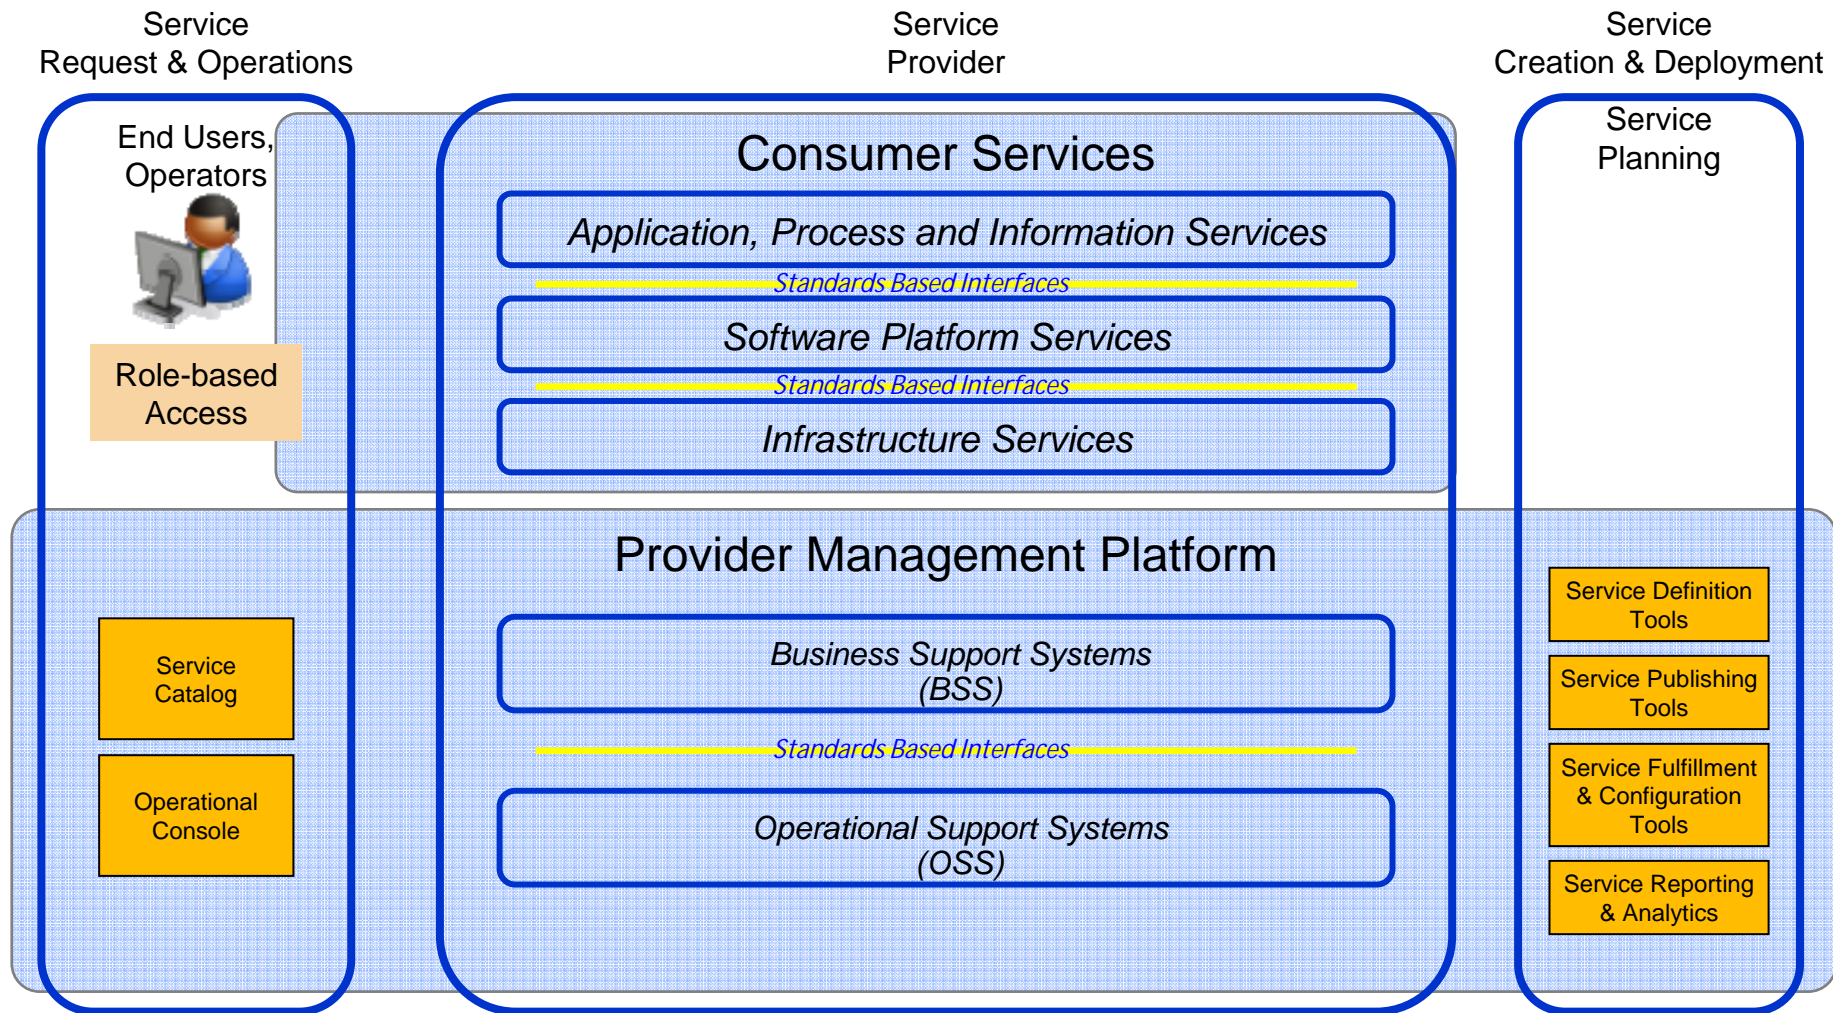 Service
Request & Operations
Service
Provider
Service
Creation & Deployment
End Users,
Operators
Role-based
Access
Service
Catalog
Operational
Console
Consumer Services
Application, Process and Information Services
Standards Based Interfaces
Software Platform Services
Standards Based Interfaces
Infrastructure Services
Provider Management Platform
Business Support Systems
(BSS)
Standards Based Interfaces
Operational Support Systems
(OSS)
Service
Planning
Service Definition
Tools
Service Publishing
Tools
Service Fulfillment
& Configuration
Tools
Service Reporting
& Analytics